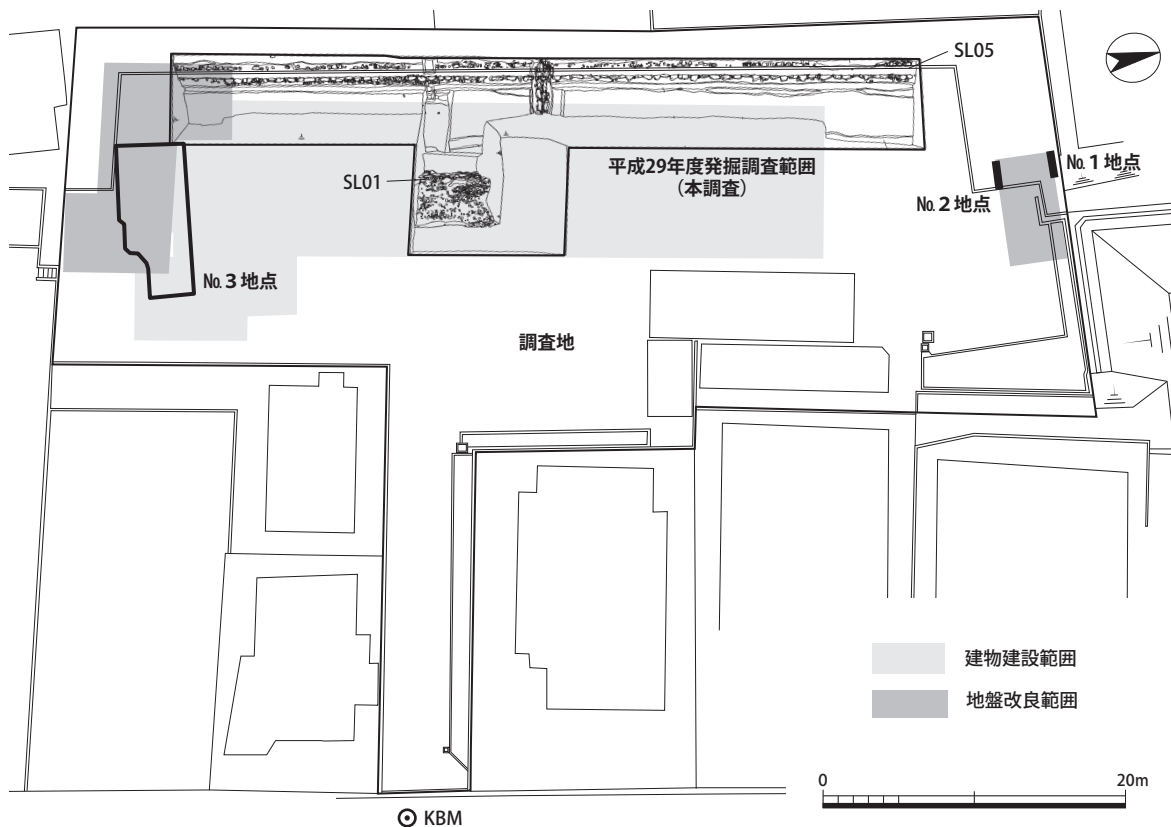 SL05
SL01
平成29年度発掘調査範囲
(本調査)
No. 1 地点
No. 2 地点
No. 3 地点
調査地
建物建設範囲
地盤改良範囲
0 20m
KBM